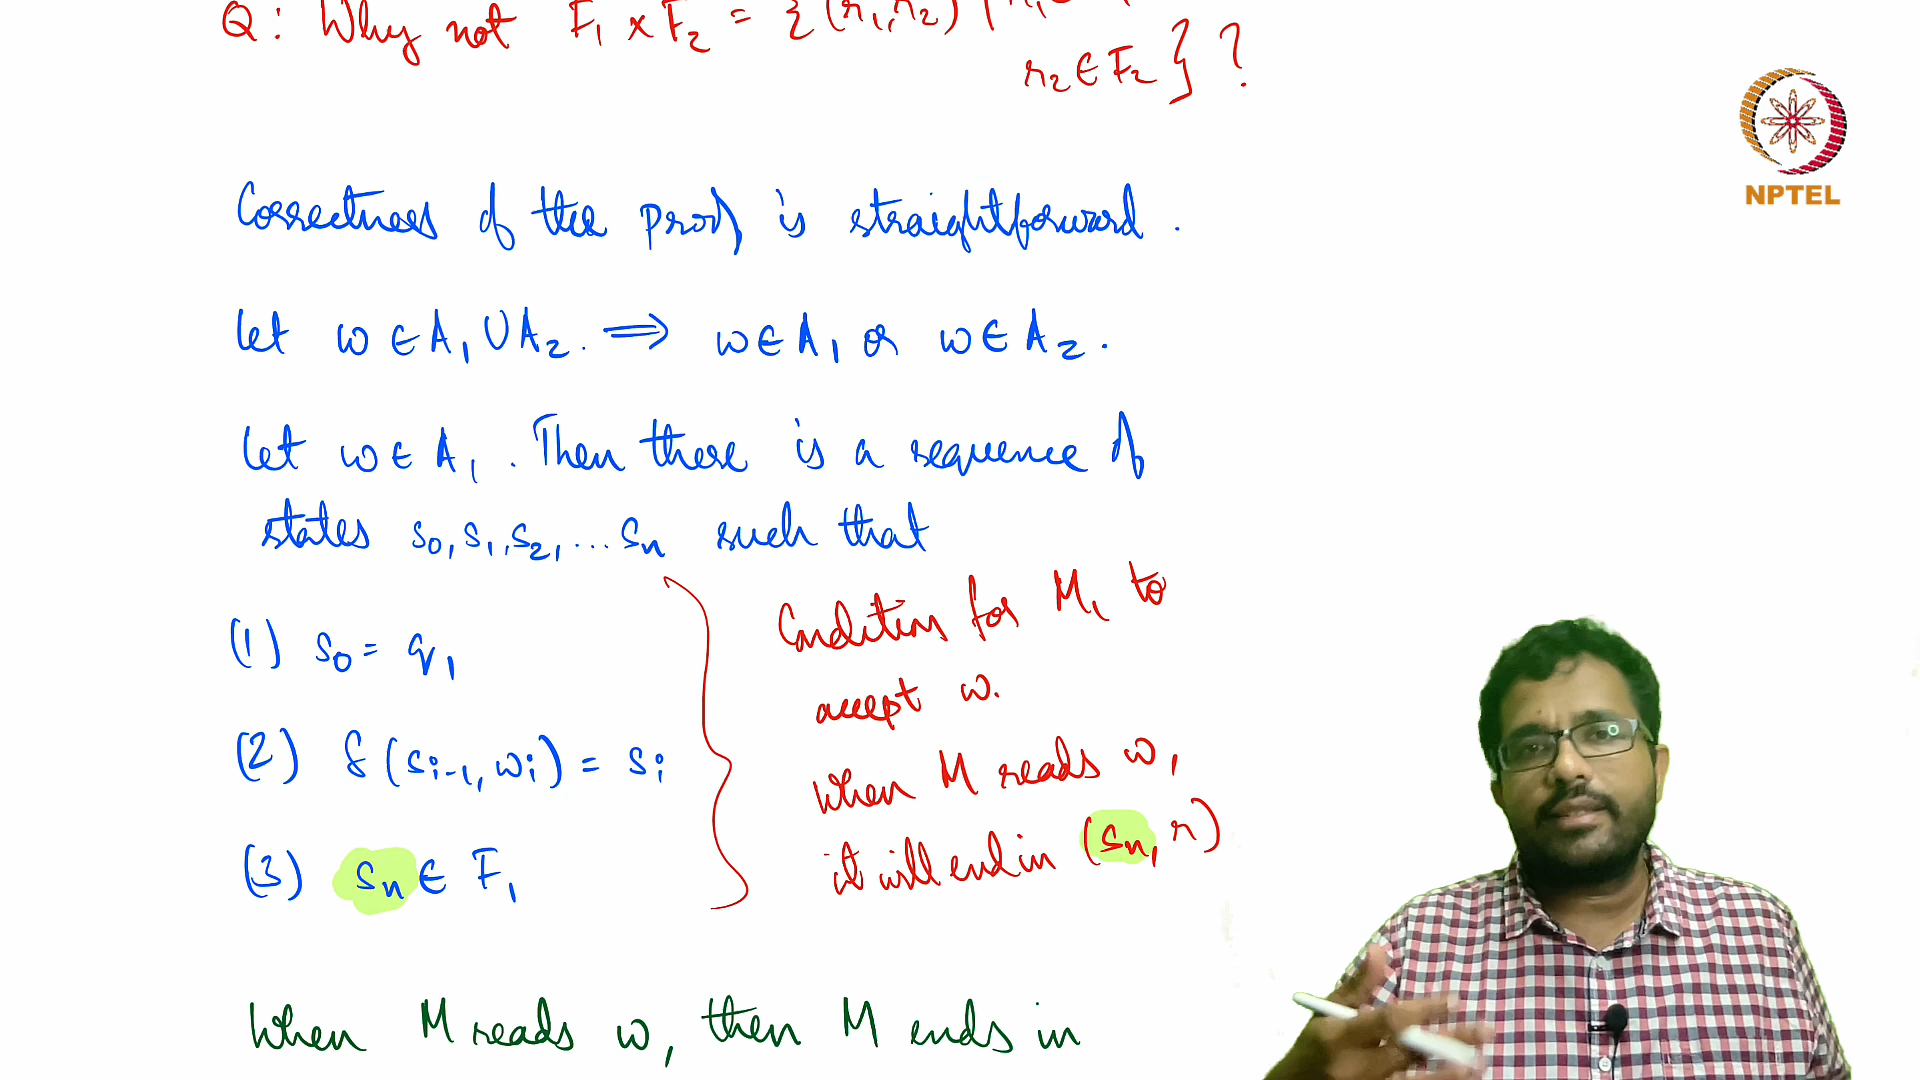 Q: Why not F₁ × F₂ = {(r₁, r₂) |
r₂ ∈ F₂ } ?
NPTEL
Correctness of the proof is straightforward.
Let w ∈ A₁ ∪ A₂. ⟹ w ∈ A₁ or w ∈ A₂.
Let w ∈ A₁. Then there is a sequence of
states s₀, s₁, s₂, ... sₙ such that
(1) s₀ = q₁
(2) δ(sᵢ₋₁, wᵢ) = sᵢ
(3) sₙ ∈ F₁
Conditions for M₁ to
accept w.
When M reads w,
it will end in (sₙ, r)
When M reads w, then M ends in